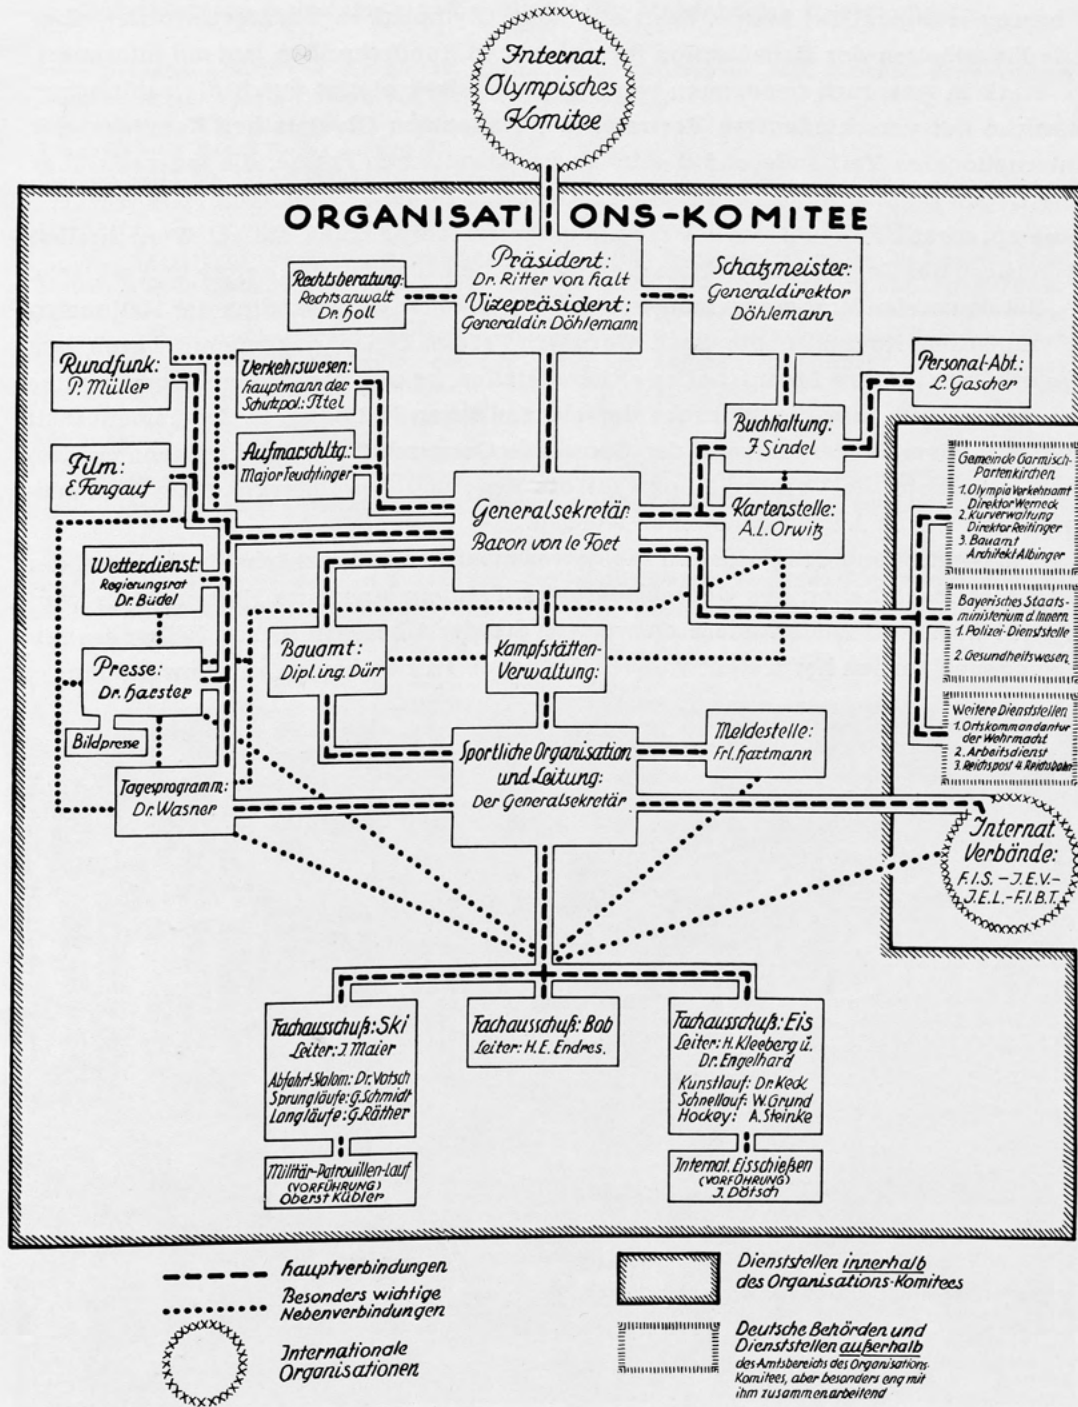 Internat.
Olympisches
Komitee
ORGANISATIONS-KOMITEE
Rechtsberatung:
Rechtsanwalt
Dr. Holl
Präsident:
Dr. Ritter von Halt
Vizepräsident:
Generaldir. Döhlemann
Schatzmeister:
Generaldirektor
Döhlemann
Rundfunk:
P. Müller
Verkehrswesen:
Hauptmann der
Schutzpol.: Titel
Personal-Abt.:
L. Gascher
Film:
E. Fangauf
Aufmarschltg:
Major Teuchtinger
Buchhaltung:
F. Sindel
Generalsekretär
Baron von le Fort
Kartenstelle:
A. L. Orwitz
Gemeinde Garmisch-
Partenkirchen
1. Olympia Verkehrsamt
Direktor Werneck
2. Kurverwaltung
Direktor Reitinger
3. Bauamt
Architekt Albinger
Wetterdienst:
Regierungsrat
Dr. Büdel
Bayerisches Staats-
ministerium d. Innern
1. Polizei-Dienststelle
2. Gesundheitswesen
Presse:
Dr. Harster
Bildpresse
Bauamt:
Dipl. ing. Dürr
Kampfstätten-
Verwaltung:
Weitere Dienststellen
1. Ortskommandantur
der Wehrmacht
2. Arbeitsdienst
3. Reichspost u. Reichsbahn
Tagesprogramm:
Dr. Wasner
Sportliche Organisation
und Leitung:
Der Generalsekretär
Meldestelle:
Frl. Hartmann
Internat.
Verbände:
F.I.S. – J.E.V. –
J.E.L. – F.I.B.T.
Fachausschuß: Ski
Leiter: J. Maier
Abfahrt-Slalom: Dr. Votsch
Sprungläufe: G. Schmidt
Langläufe: G. Räther
Fachausschuß: Bob
Leiter: H. E. Endres.
Fachausschuß: Eis
Leiter: H. Kleeberg u.
Dr. Engelhard
Kunstlauf: Dr. Keck
Schnellauf: W. Grund
Hockey: A. Steinke
Militär-Patrouillen-Lauf
(VORFÜHRUNG)
Oberst Kübler
Internat. Eisschießen
(VORFÜHRUNG)
J. Dötsch
Hauptverbindungen
Besonders wichtige
Nebenverbindungen
Internationale
Organisationen
Dienststellen innerhalb
des Organisations-Komitees
Deutsche Behörden und
Dienststellen außerhalb
des Amtsbereichs des Organisations-
Komitees, aber besonders eng mit
ihm zusammenarbeitend